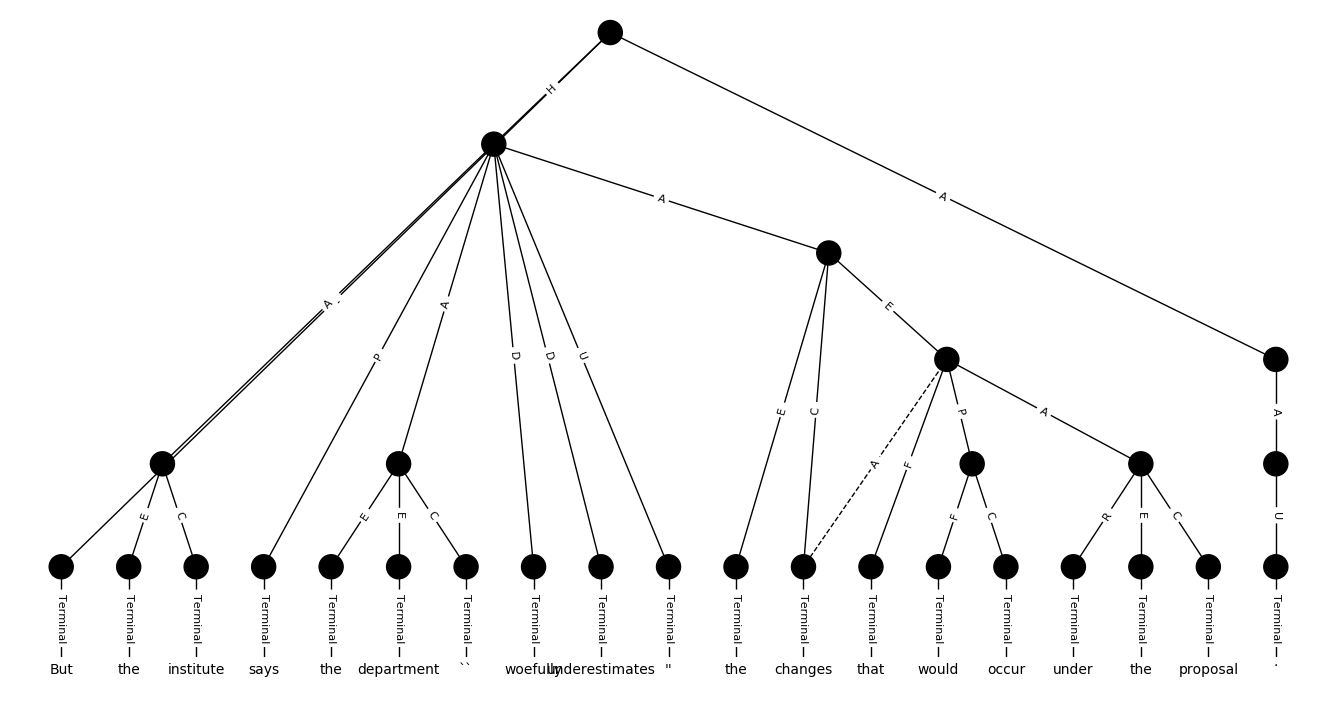 H
A
A
A
A
E
P
D
D
U
E
C
A
P
A
F
A
E
C
E
E
C
F
C
R
E
C
U
Terminal Terminal Terminal Terminal Terminal Terminal Terminal Terminal Terminal Terminal Terminal Terminal Terminal Terminal Terminal Terminal Terminal Terminal Terminal
But the institute says the department `` woefully underestimates " the changes that would occur under the proposal .